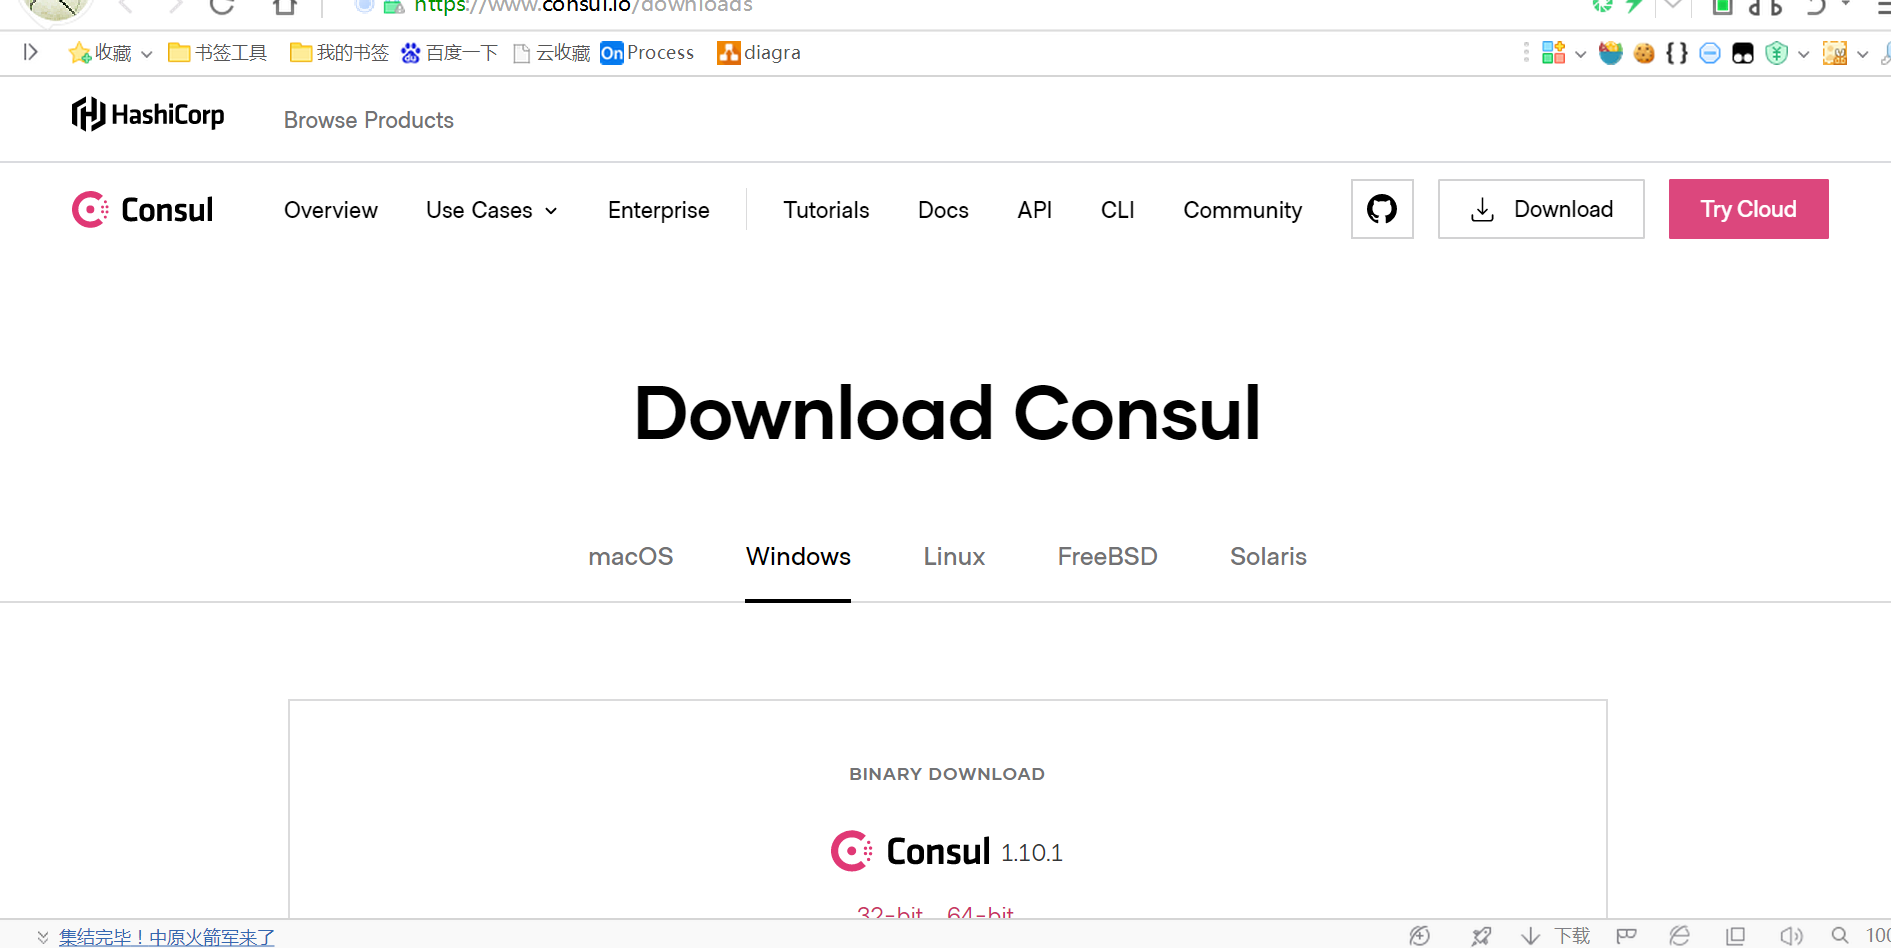 https://www.consul.io/downloads
收藏 书签工具 我的书签 百度一下 云收藏 On Process diagra
HashiCorp Browse Products
Consul Overview Use Cases Enterprise Tutorials Docs API CLI Community Download Try Cloud
Download Consul
macOS Windows Linux FreeBSD Solaris
BINARY DOWNLOAD
Consul 1.10.1
32-bit 64-bit
集结完毕！中原火箭军来了 下载 100